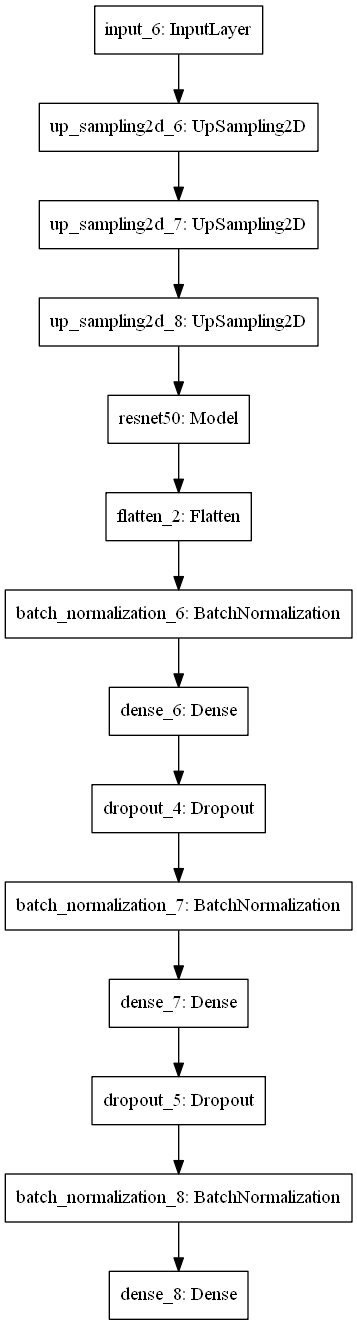 input_6: InputLayer
up_sampling2d_6: UpSampling2D
up_sampling2d_7: UpSampling2D
up_sampling2d_8: UpSampling2D
resnet50: Model
flatten_2: Flatten
batch_normalization_6: BatchNormalization
dense_6: Dense
dropout_4: Dropout
batch_normalization_7: BatchNormalization
dense_7: Dense
dropout_5: Dropout
batch_normalization_8: BatchNormalization
dense_8: Dense